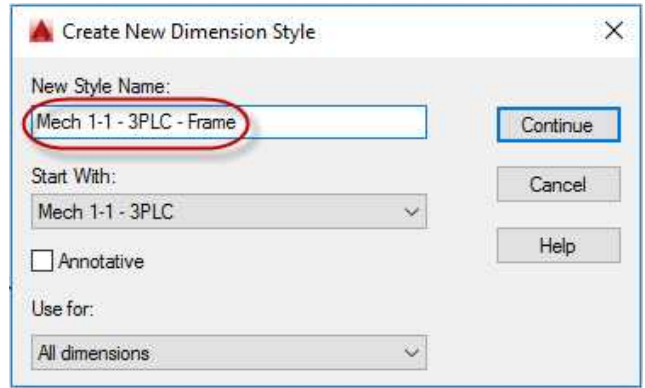 Create New Dimension Style
New Style Name:
Mech 1-1 - 3PLC - Frame
Continue
Start With:
Cancel
Mech 1-1 - 3PLC
Help
Annotative
Use for:
All dimensions